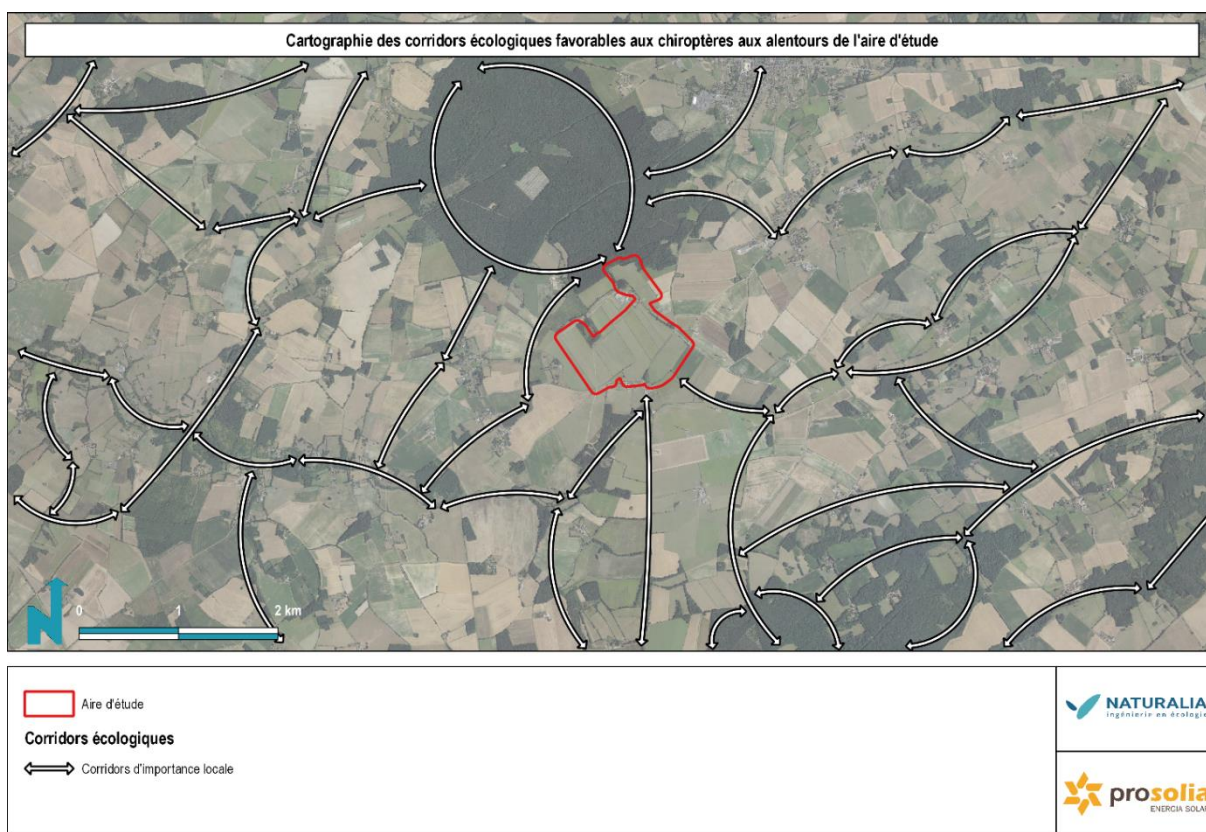 Cartographie des corridors écologiques favorables aux chiroptères aux alentours de l'aire d'étude
N
0 1 2 km
Aire d'étude
Corridors écologiques
Corridors d'importance locale
NATURALIA
ingénierie en écologie
prosolia
ENERGIA SOLAR